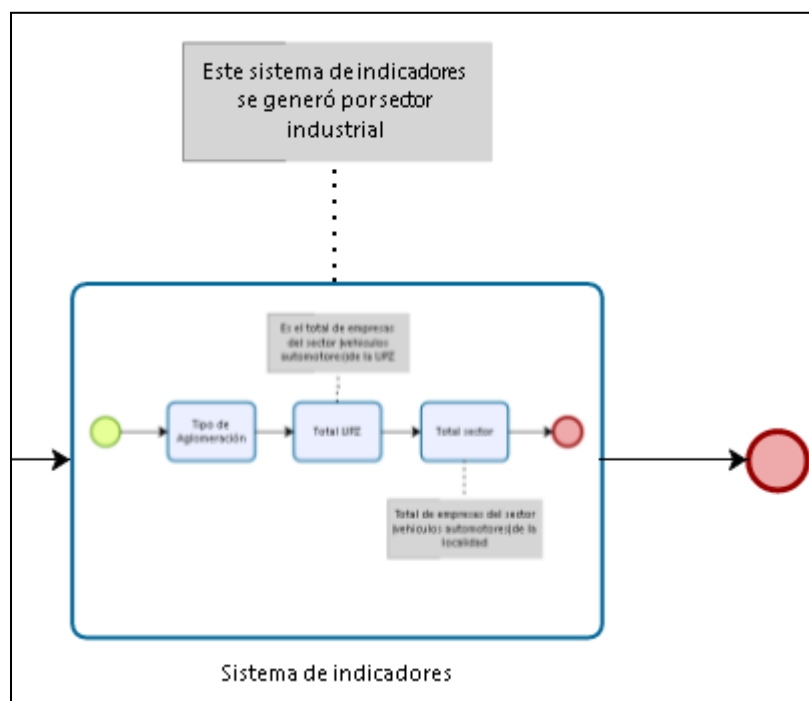 Este sistema de indicadores
se generó por sector
industrial
Es el total de empresas
del sector (vehículos
automotores)de la UPZ
Tipo de
Aglomeración
Total UPZ
Total sector
Total de empresas del sector
(vehículos automotores)de la
localidad
Sistema de indicadores